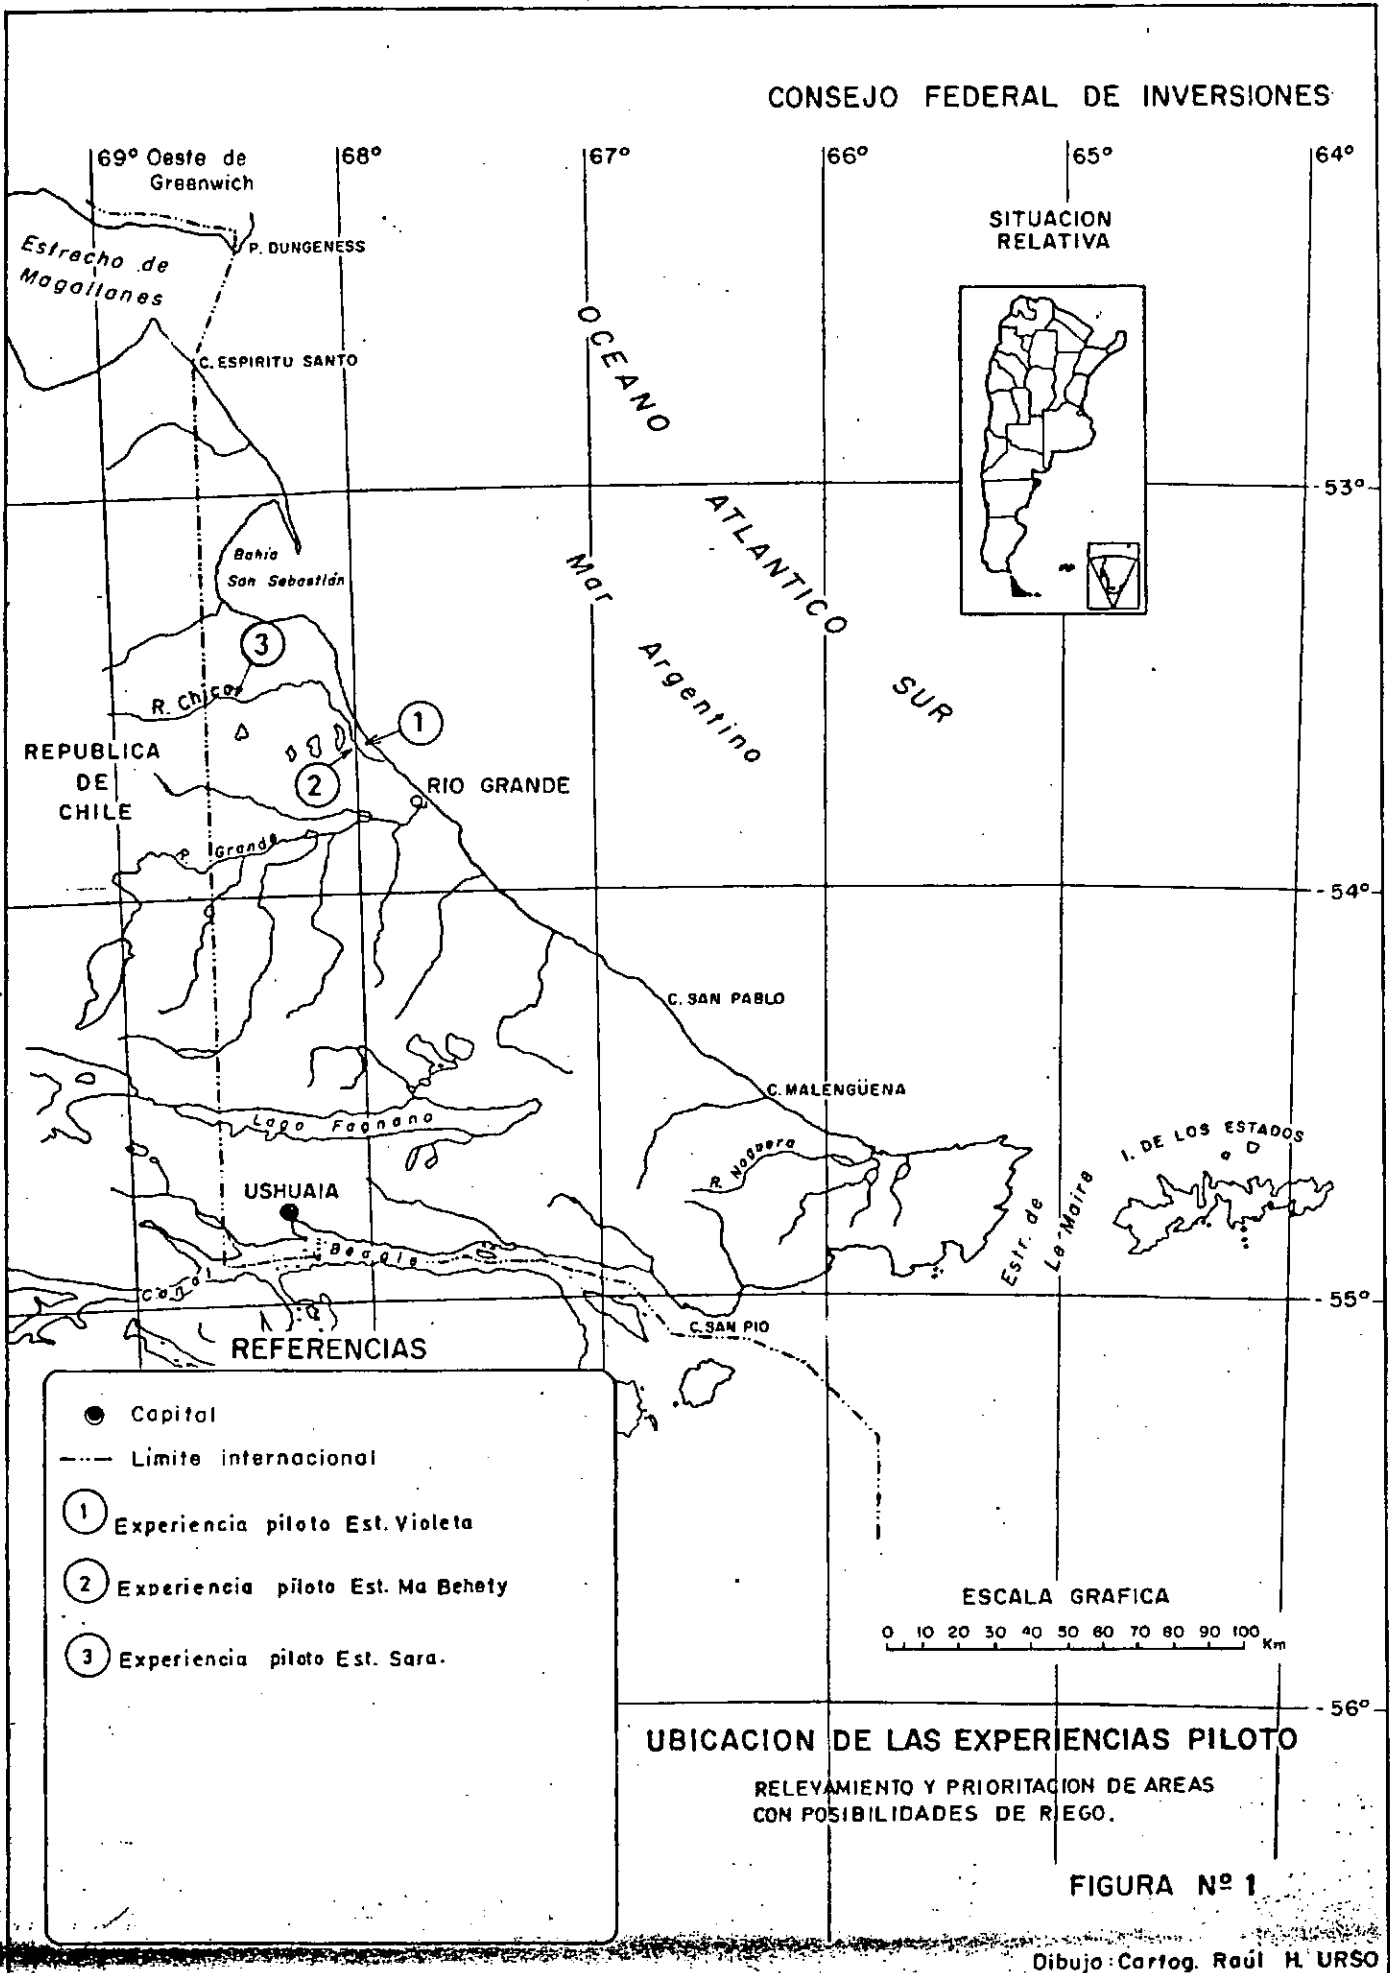 CONSEJO FEDERAL DE INVERSIONES
69° Oeste de
Greenwich
68°
67°
66°
65°
64°
SITUACION
RELATIVA
Estrecho de
Magallanes
P. DUNGENESS
C. ESPIRITU SANTO
OCEANO
ATLANTICO
SUR
Mar
Argentino
53°
Bahía
San Sebastián
3
R. Chico
1
REPUBLICA
DE
CHILE
2
RIO GRANDE
R. Grande
54°
C. SAN PABLO
C. MALENGÜENA
Lago Fagnano
R. Noguera
I. DE LOS ESTADOS
Estr. de
Le Maire
USHUAIA
Canal Beagle
55°
C. SAN PIO
REFERENCIAS
Capital
Límite internacional
1 Experiencia piloto Est. Violeta
2 Experiencia piloto Est. Ma Behety
3 Experiencia piloto Est. Sara.
ESCALA GRAFICA
0 10 20 30 40 50 60 70 80 90 100 Km
56°
UBICACION DE LAS EXPERIENCIAS PILOTO
RELEVAMIENTO Y PRIORITACION DE AREAS
CON POSIBILIDADES DE RIEGO.
FIGURA Nº 1
Dibujo: Cartog. Raúl H. URSO